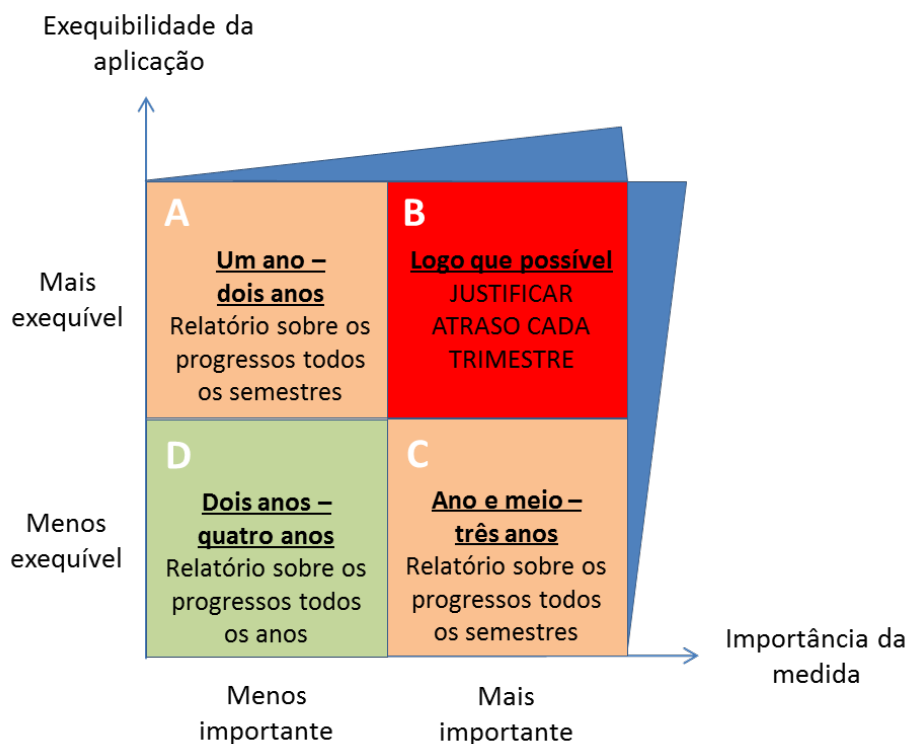 Exequibilidade da
aplicação
Mais
exequível
A
Um ano –
dois anos
Relatório sobre os
progressos todos
os semestres
B
Logo que possível
JUSTIFICAR
ATRASO CADA
TRIMESTRE
Menos
exequível
D
Dois anos –
quatro anos
Relatório sobre os
progressos todos
os anos
C
Ano e meio –
três anos
Relatório sobre os
progressos todos
os semestres
Importância da
medida
Menos
importante
Mais
importante